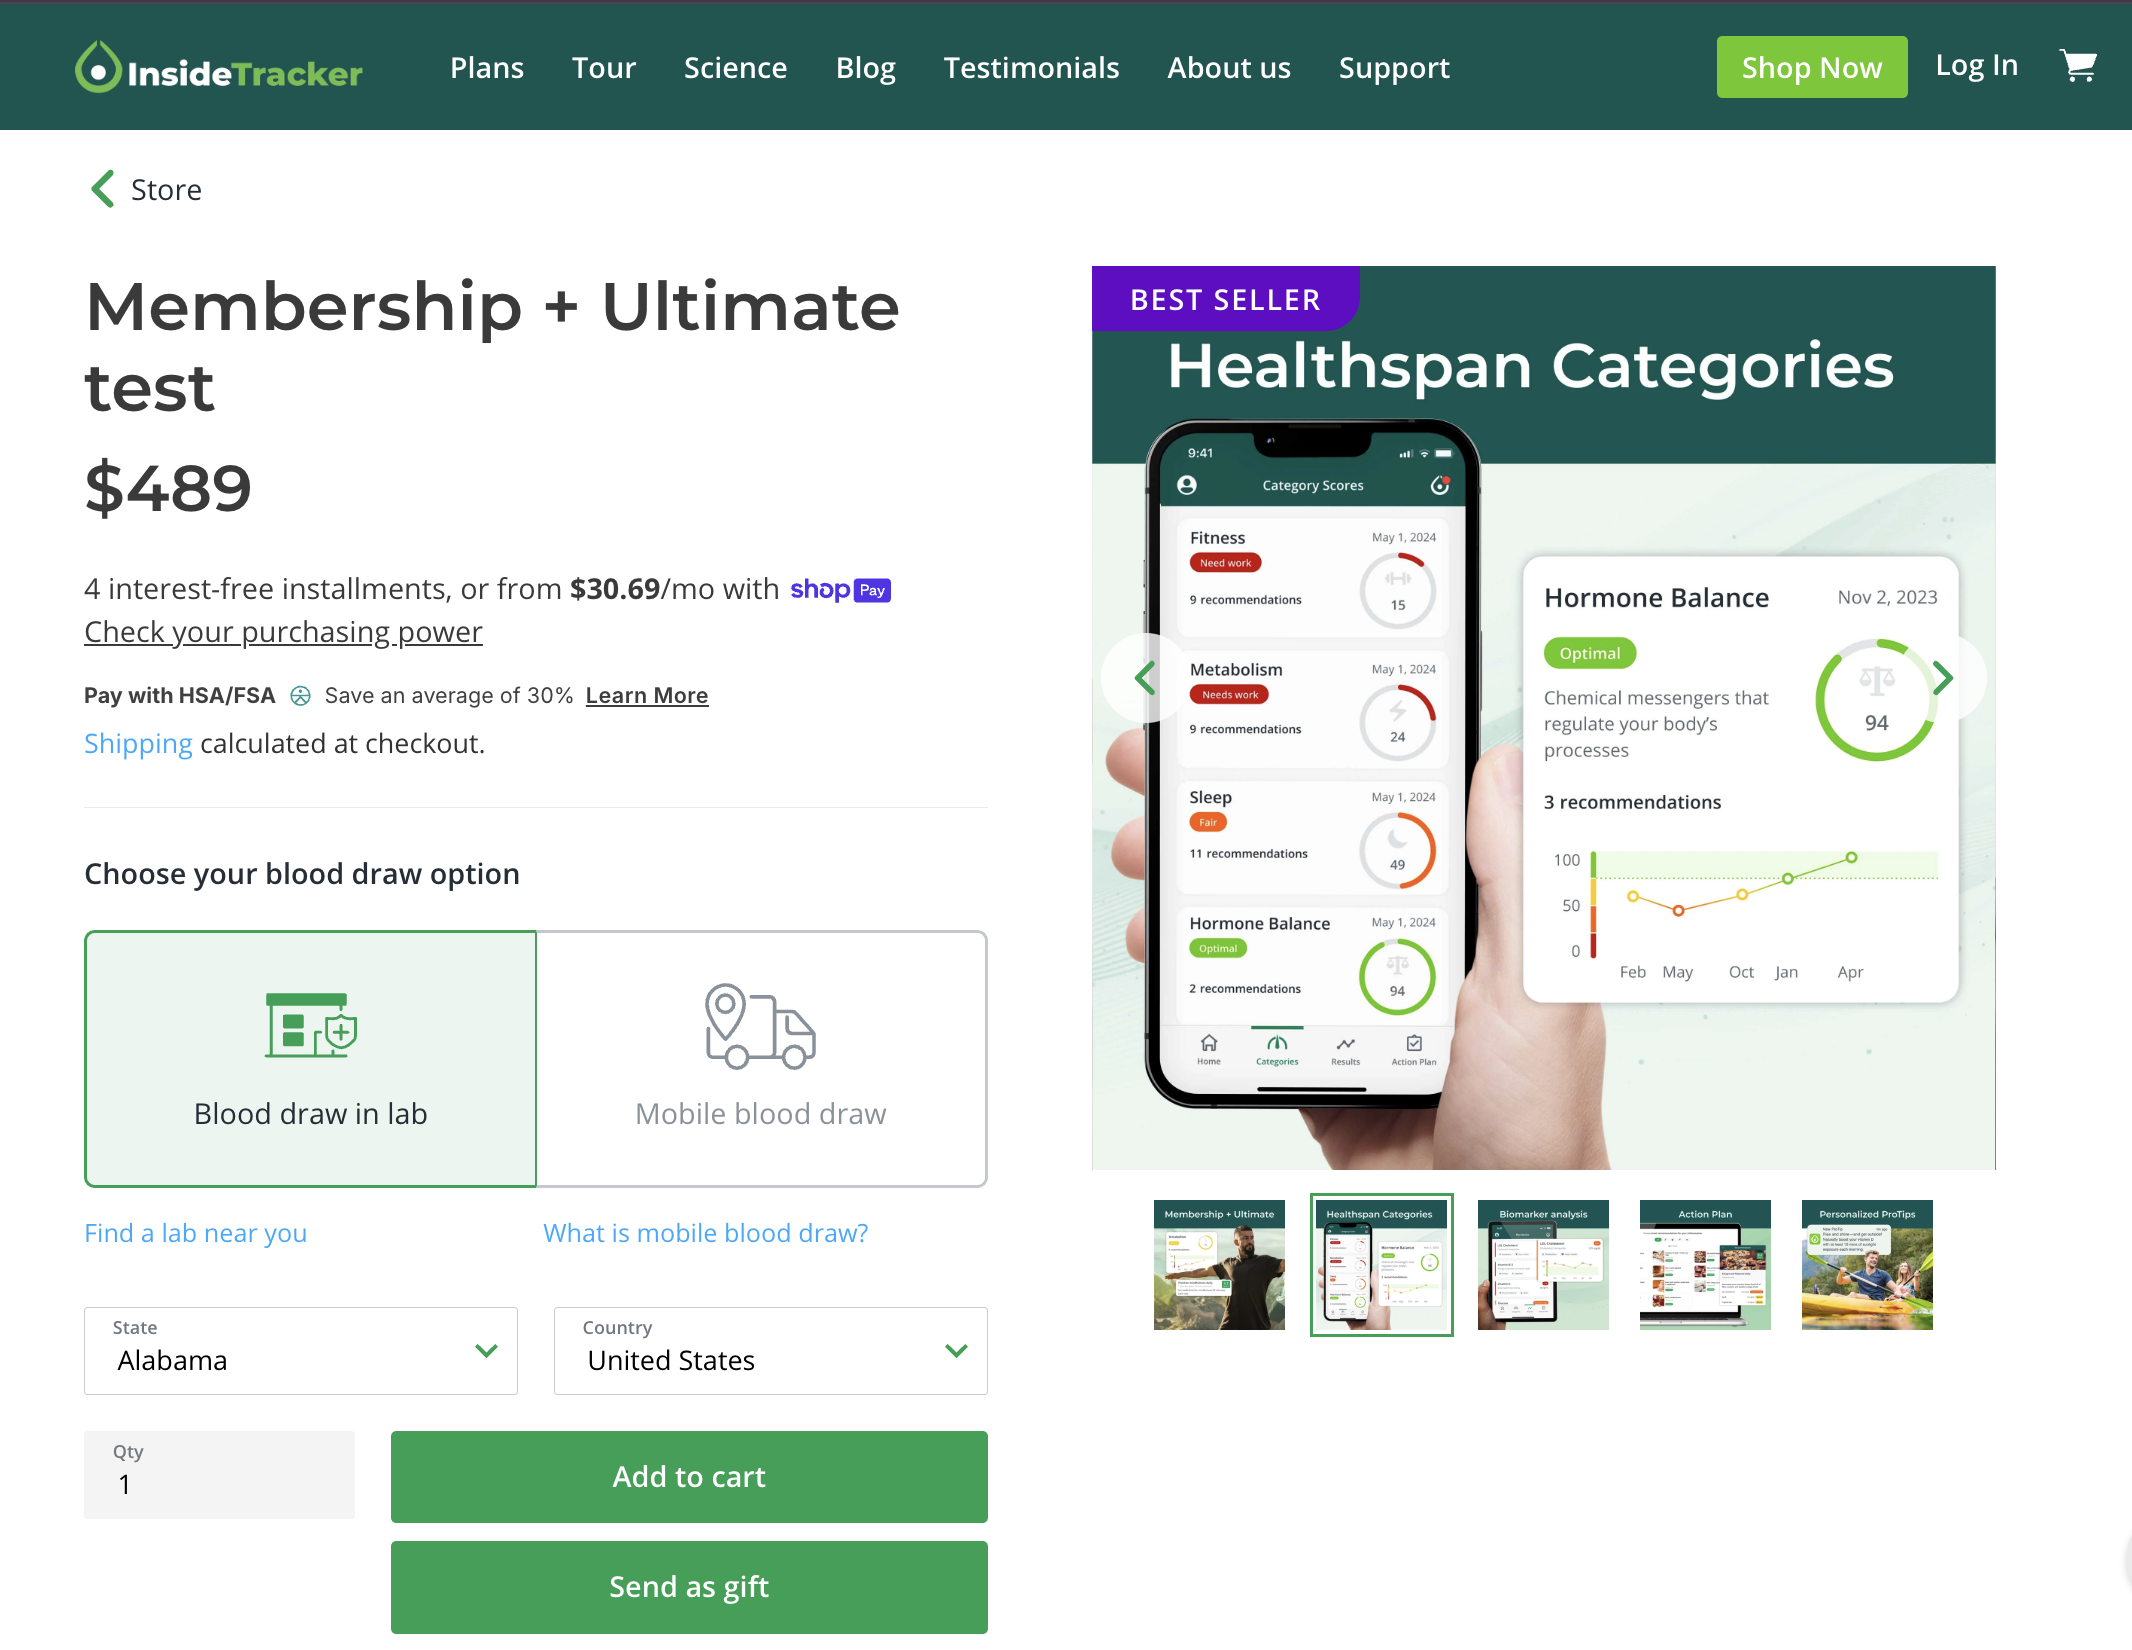 InsideTracker
Plans
Tour
Science
Blog
Testimonials
About us
Support
Shop Now
Log In
Store
Membership + Ultimate
test
$489
4 interest-free installments, or from $30.69/mo with shop Pay
Check your purchasing power
Pay with HSA/FSA Save an average of 30% Learn More
Shipping calculated at checkout.
Choose your blood draw option
Blood draw in lab
Mobile blood draw
Find a lab near you
What is mobile blood draw?
State
Alabama
Country
United States
Qty
1
Add to cart
Send as gift
BEST SELLER
Healthspan Categories
9:41
Category Scores
Fitness
May 1, 2024
Need work
9 recommendations
15
Metabolism
May 1, 2024
Needs work
9 recommendations
24
Sleep
May 1, 2024
Fair
11 recommendations
49
Hormone Balance
May 1, 2024
Optimal
2 recommendations
94
Home
Categories
Results
Action Plan
Hormone Balance
Nov 2, 2023
Optimal
Chemical messengers that
regulate your body's
processes
94
3 recommendations
100
50
0
Feb May Oct Jan Apr
Membership + Ultimate
Healthspan Categories
Biomarker analysis
Action Plan
Personalized ProTips